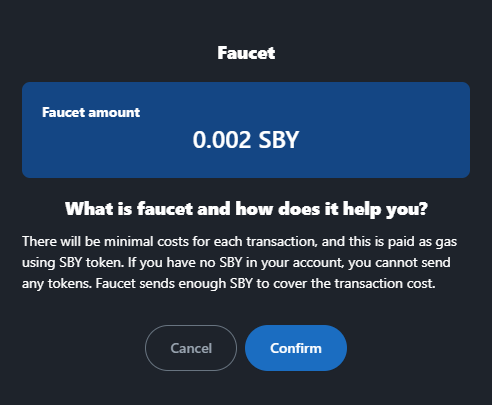 Faucet
Faucet amount
0.002 SBY
What is faucet and how does it help you?
There will be minimal costs for each transaction, and this is paid as gas
using SBY token. If you have no SBY in your account, you cannot send
any tokens. Faucet sends enough SBY to cover the transaction cost.
Cancel
Confirm